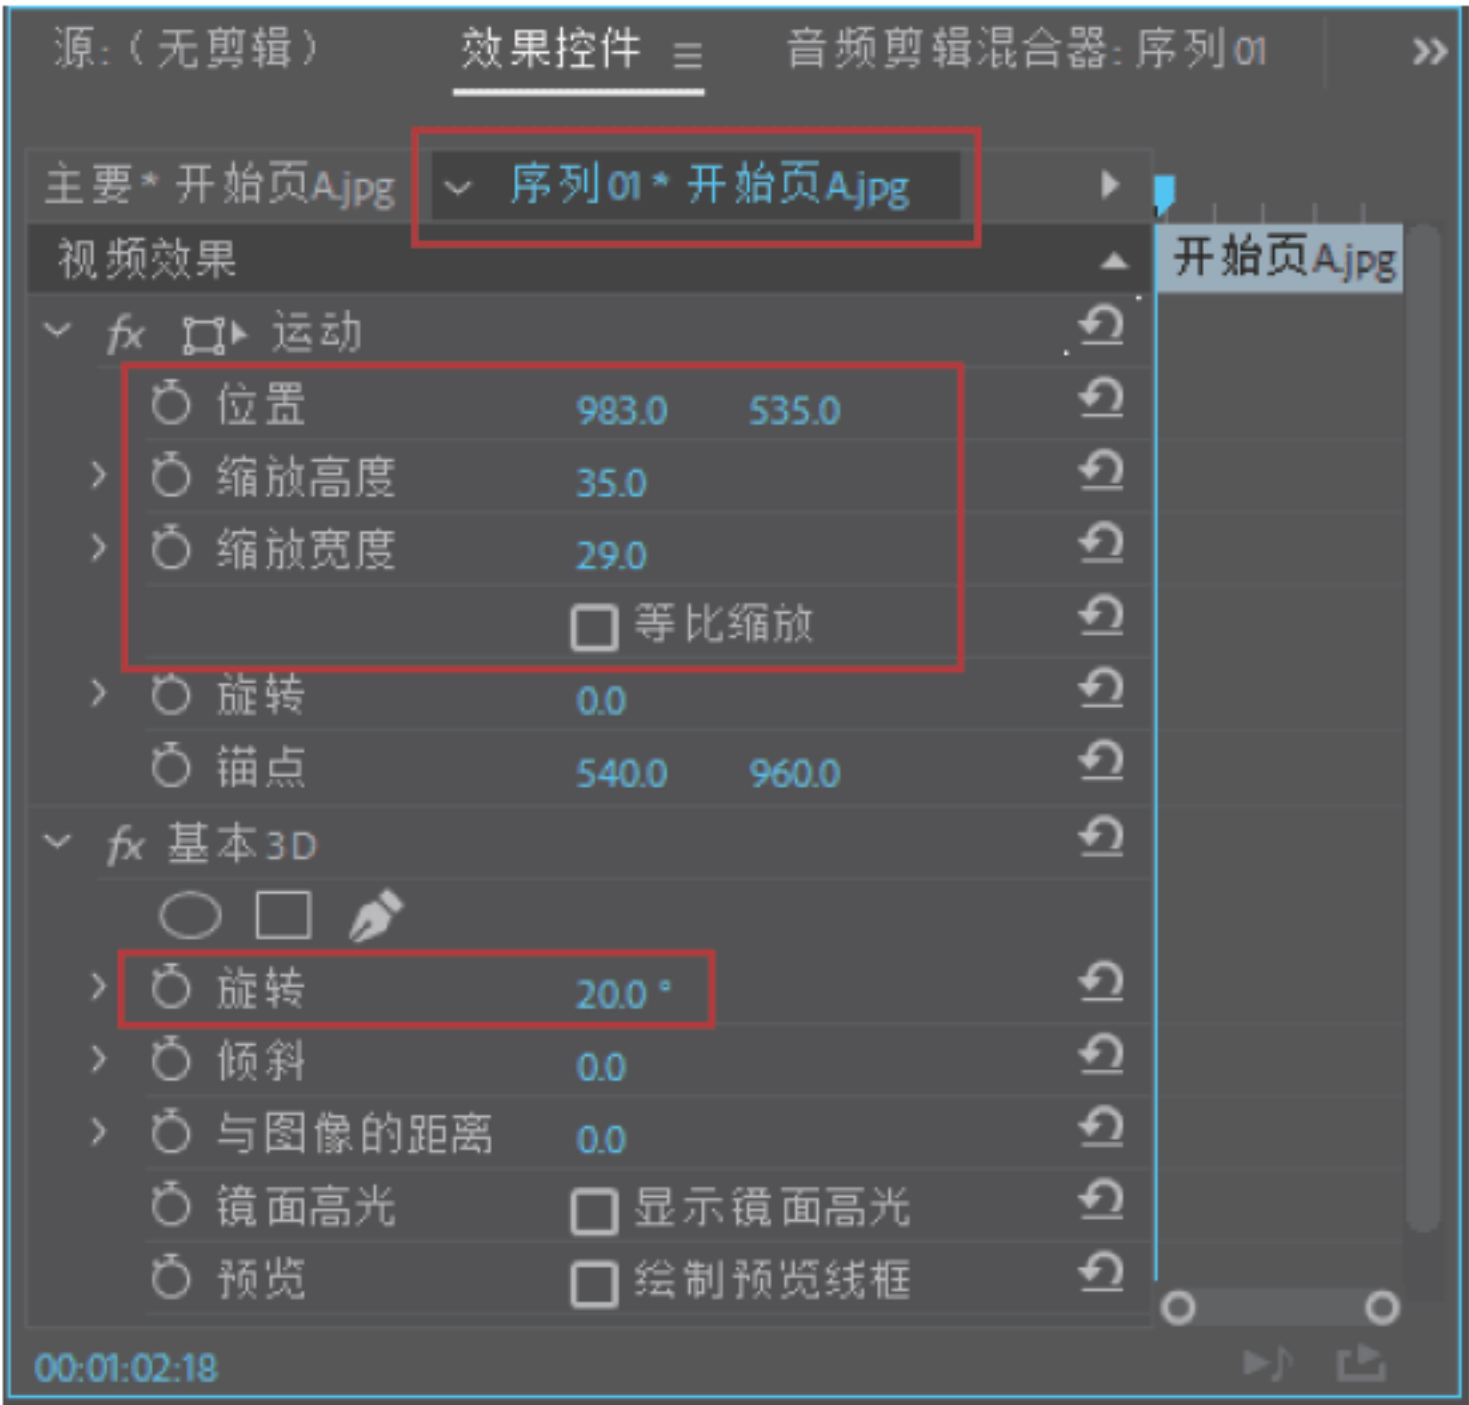 源:（无剪辑） 效果控件 音频剪辑混合器: 序列 01
主要* 开始页A.jpg 序列 01 * 开始页A.jpg
视频效果 开始页A.jpg
fx 运动
位置 983.0 535.0
缩放高度 35.0
缩放宽度 29.0
等比缩放
旋转 0.0
锚点 540.0 960.0
fx 基本 3D
旋转 20.0 °
倾斜 0.0
与图像的距离 0.0
镜面高光 显示镜面高光
预览 绘制预览线框
00:01:02:18